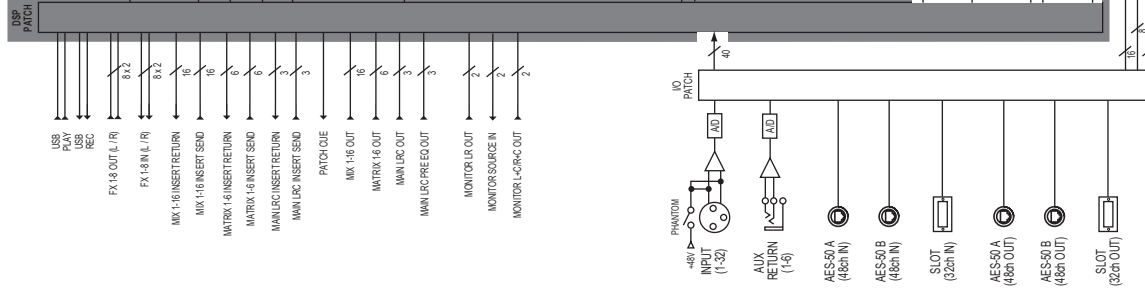 DSP
PATCH
8 x 2
8 x 2
16
16
6
6
3
3
16
6
3
3
2
2
2
USB
PLAY
USB
REC
FX 1-8 OUT (L / R)
FX 1-8 IN (L / R)
MIX 1-16 INSERT RETURN
MIX 1-16 INSERT SEND
MATRIX 1-6 INSERT RETURN
MATRIX 1-6 INSERT SEND
MAIN LRC INSERT RETURN
MAIN LRC INSERT SEND
PATCH CUE
MIX 1-16 OUT
MATRIX 1-6 OUT
MAIN LRC OUT
MAIN LRC PRE EQ OUT
MONITOR LR OUT
MONITOR SOURCE IN
MONITOR L-C/R+C OUT
40
16
8
I/O
PATCH
A/D
A/D
PHANTOM
+48V
INPUT
(1-32)
AUX
RETURN
(1-6)
AES-50 A
(48ch IN)
AES-50 B
(48ch IN)
SLOT
(32ch IN)
AES-50 A
(48ch OUT)
AES-50 B
(48ch OUT)
SLOT
(32ch OUT)